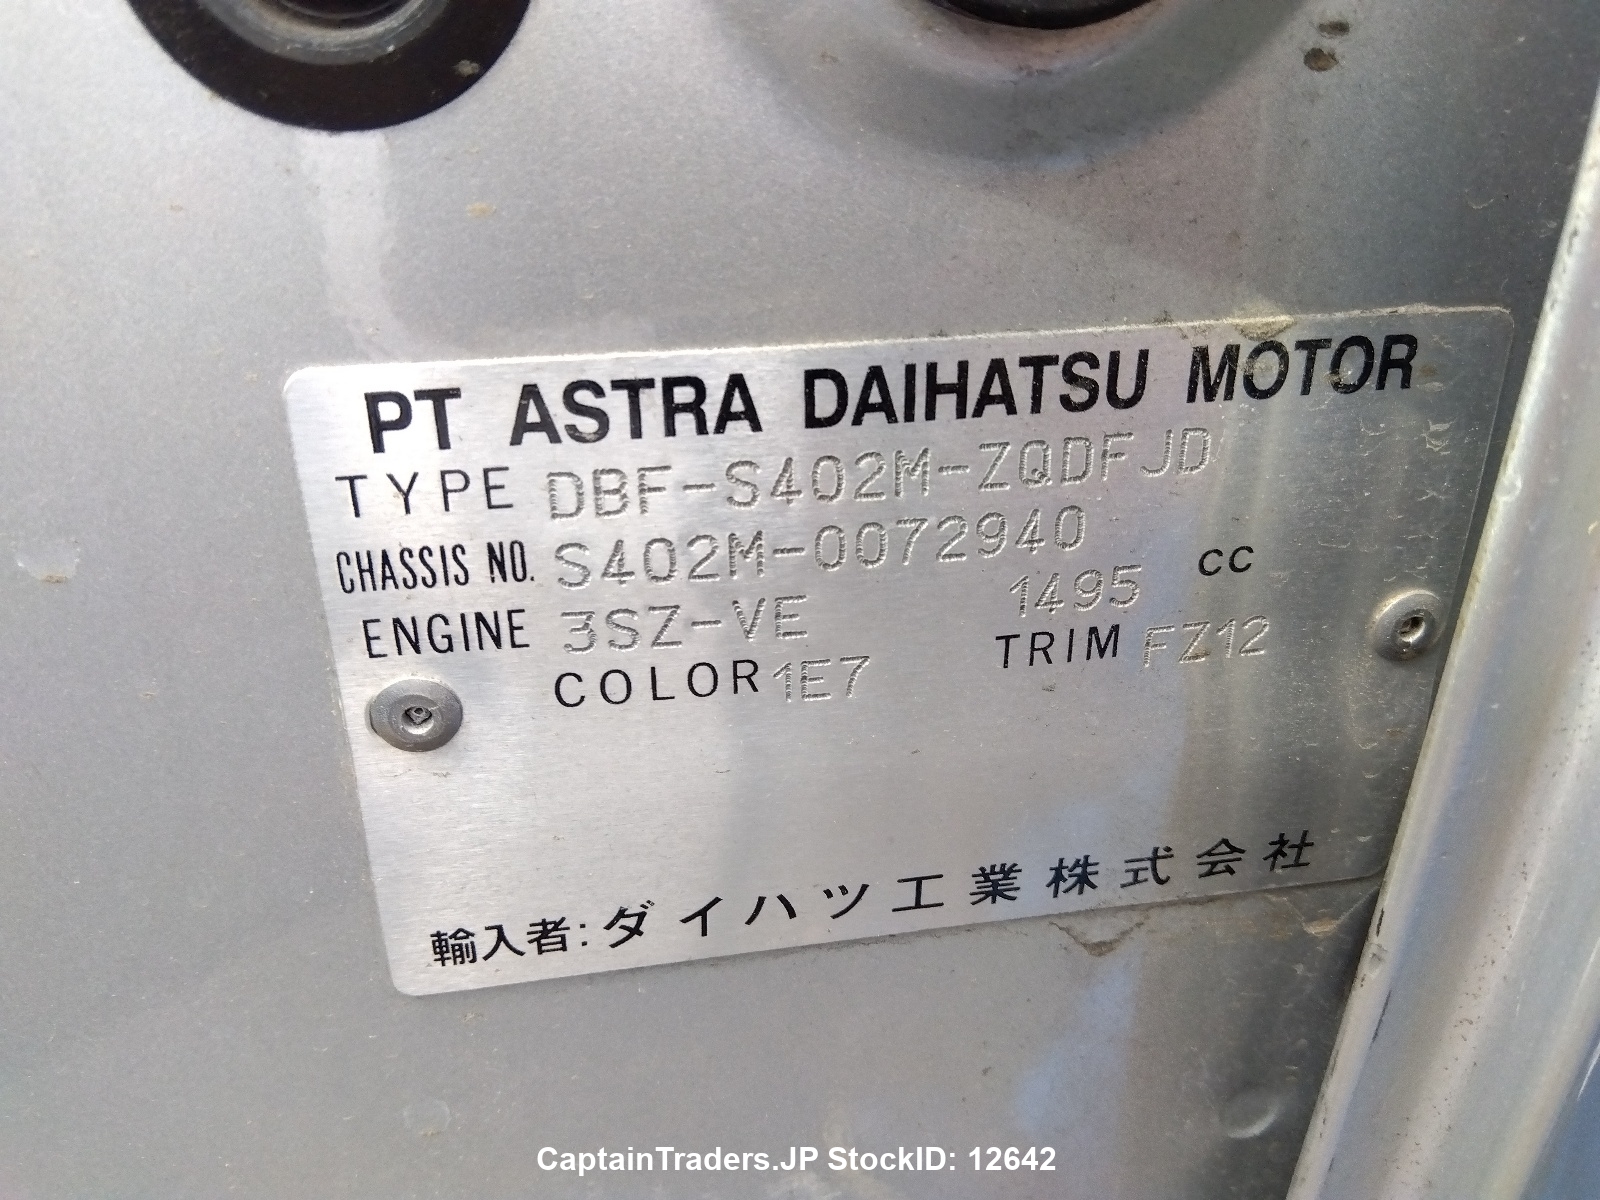 PT ASTRA DAIHATSU MOTOR
TYPE DBF-S402M-ZQDFJD
CHASSIS NO. S402M-0072940
ENGINE 3SZ-VE 1495 CC
COLOR 1E7 TRIM FZ12
輸入者:ダイハツ工業株式会社
CaptainTraders.JP StockID: 12642